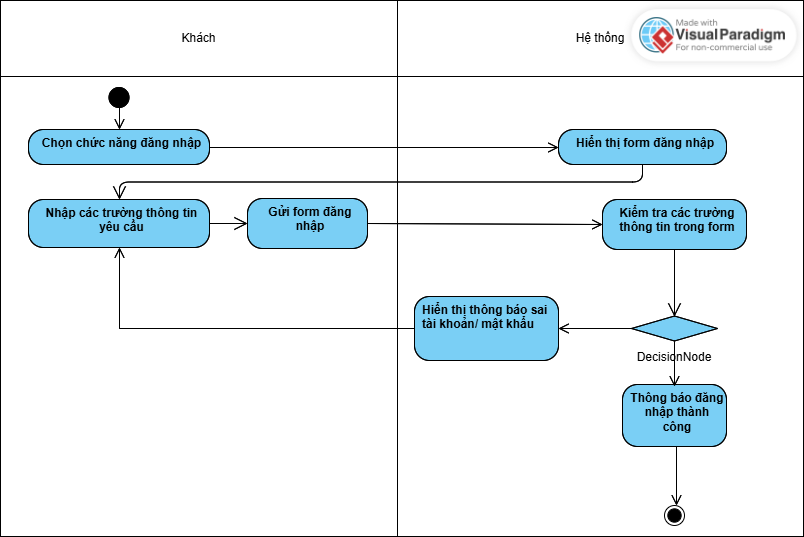 Khách
Hệ thống
Made with
Visual Paradigm
For non-commercial use
Chọn chức năng đăng nhập
Hiển thị form đăng nhập
Nhập các trường thông tin
yêu cầu
Gửi form đăng
nhập
Kiểm tra các trường
thông tin trong form
Hiển thị thông báo sai
tài khoản/ mật khẩu
DecisionNode
Thông báo đăng
nhập thành
công